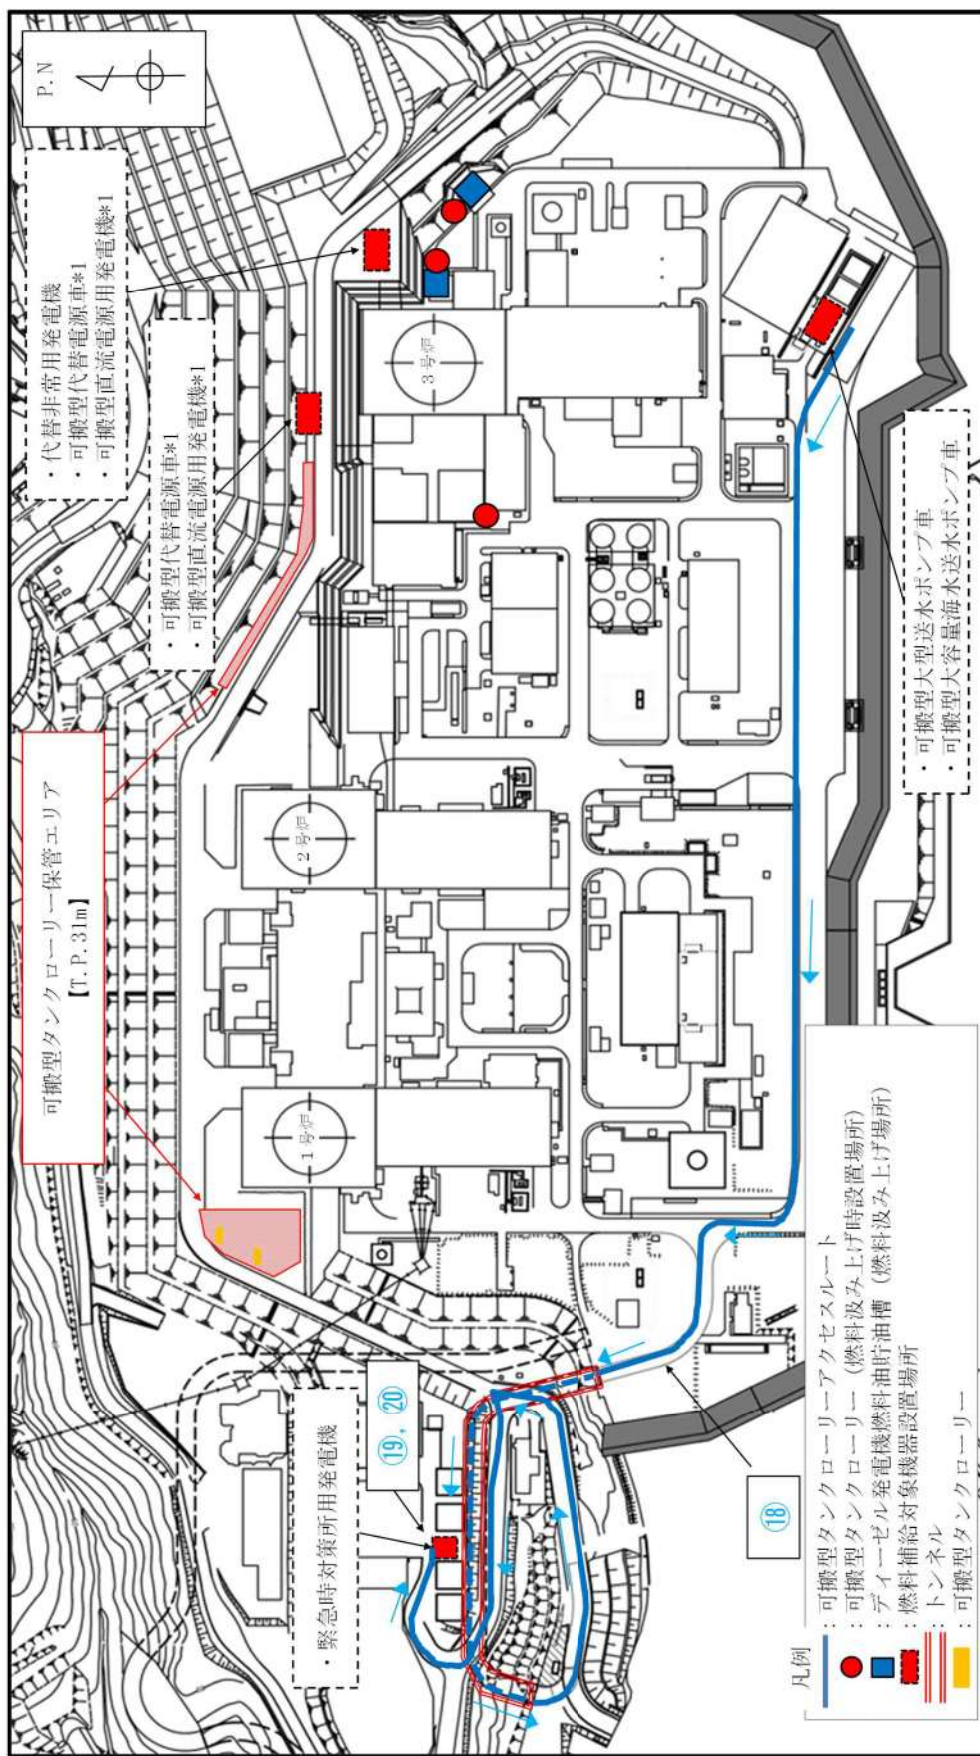 P.N
・代替非常用発電機
・可搬型代替電源車*1
・可搬型直流電源用発電機*1
・可搬型代替電源車*1
・可搬型直流電源用発電機*1
可搬型タンクローリー保管エリア
【T.P.31m】
3号炉
2号炉
1号炉
・可搬型大型送水ポンプ車
・可搬型大容量海水送水ポンプ車
・緊急時対策所用発電機
⑲, ⑳
⑱
凡例
：可搬型タンクローリーアクセスルート
：可搬型タンクローリー（燃料汲み上げ時設置場所）
：ディーゼル発電機燃料油貯油槽（燃料汲み上げ場所）
：燃料補給対象機器設置場所
：トンネル
：可搬型タンクローリー